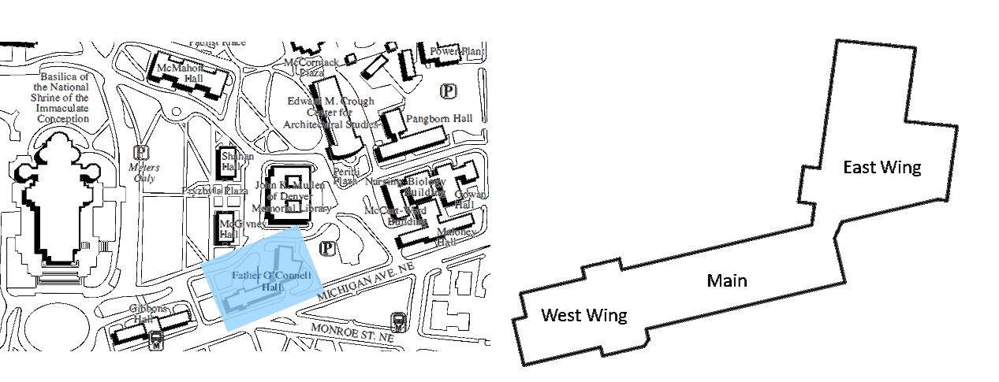 Paulist Place
McMahon
Hall
McCormack
Plaza
Power Plant
P
Basilica of
the National
Shrine of the
Immaculate
Conception
Edward M. Crough
Center for
Architectural Studies
Pangborn Hall
P
Meters
Only
Shahan
Hall
Perini
Plaza
Nursing-Biology
Building
Gowan
Hall
Pryzbyla Plaza
John K. Mullen
of Denver
Memorial Library
McCort-Ward
Building
McGivney
Hall
Maloney
Hall
P
Father O'Connell
Hall
MICHIGAN AVE. NE
Gibbons
Hall
M
MONROE ST. NE
M
East Wing
Main
West Wing